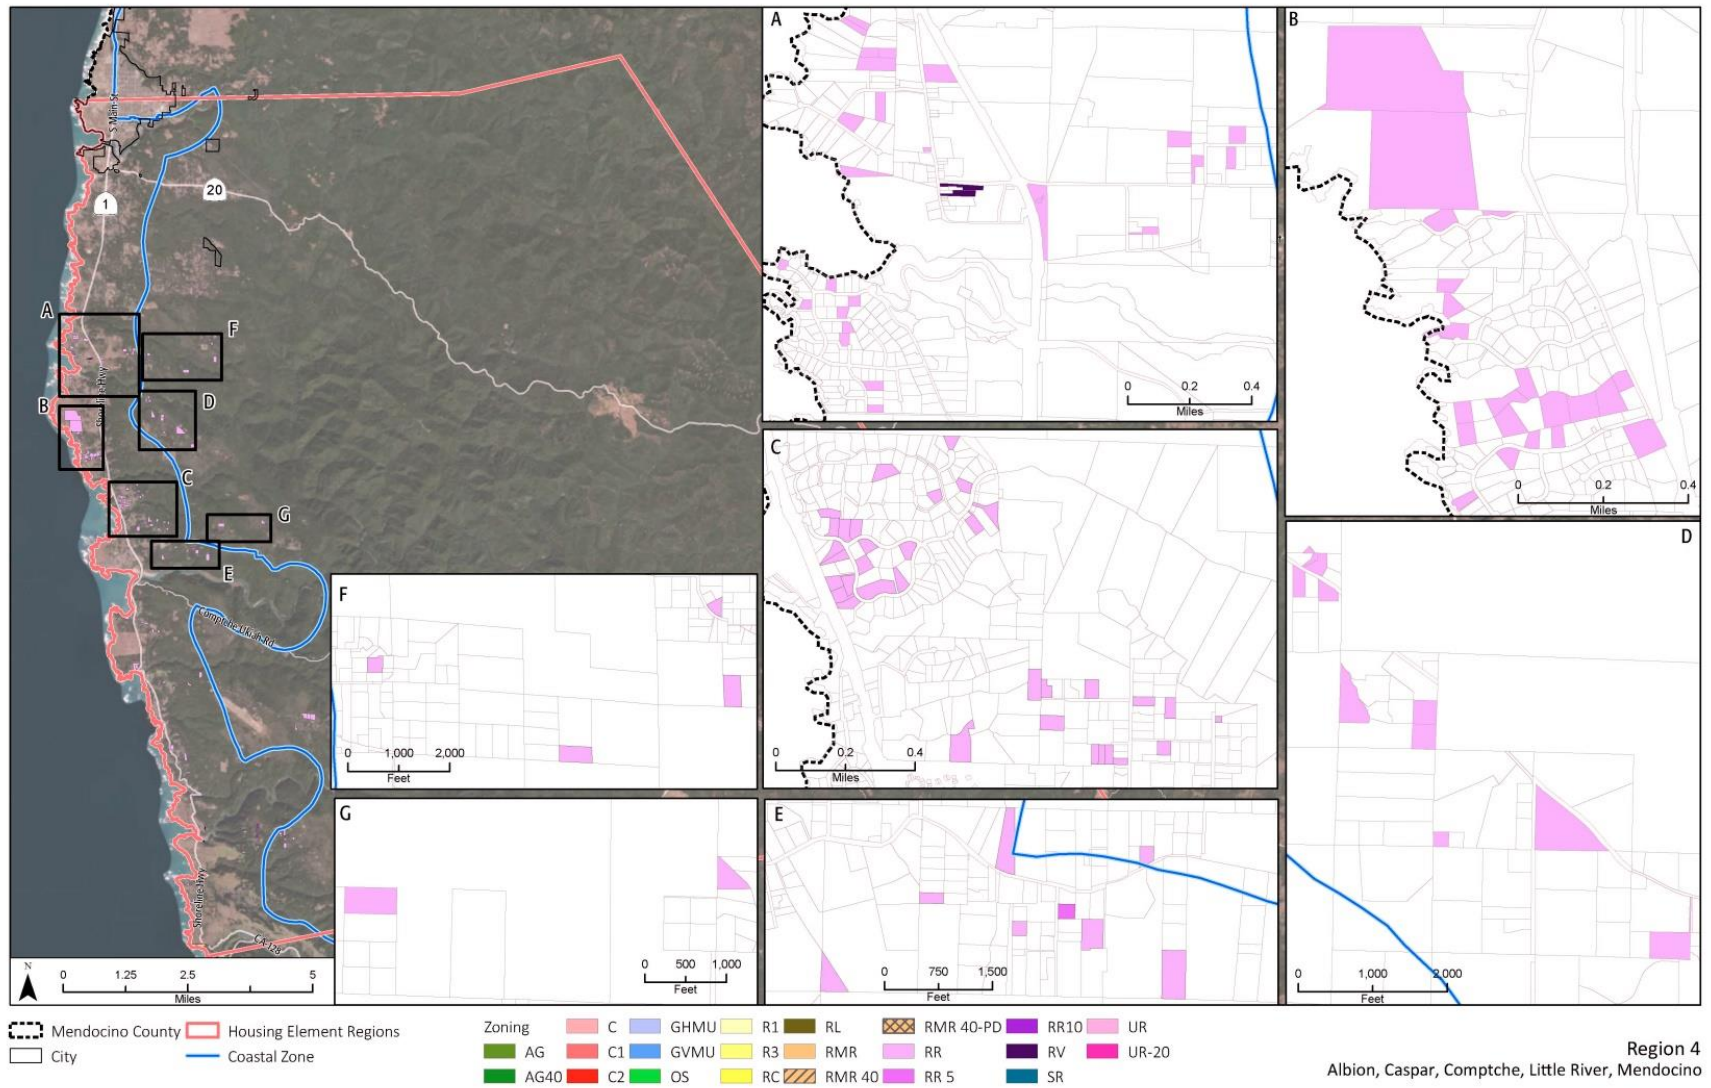 S Main St
20
1
A
F
Shoreline Hwy
D
B
C
G
E
Comptche Ukiah Rd
Shoreline Hwy
CA-128
N
0 1.25 2.5 5
Miles
A
0 0.2 0.4
Miles
B
0 0.2 0.4
Miles
C
0 0.2 0.4
Miles
D
0 1,000 2,000
Feet
F
0 1,000 2,000
Feet
G
0 500 1,000
Feet
E
0 750 1,500
Feet
Mendocino County
Housing Element Regions
City
Coastal Zone
Zoning
AG
AG40
C
C1
C2
GHMU
GVMU
OS
R1
R3
RC
RL
RMR
RMR 40
RMR 40-PD
RR
RR 5
RR10
RV
SR
UR
UR-20
Region 4
Albion, Caspar, Comptche, Little River, Mendocino